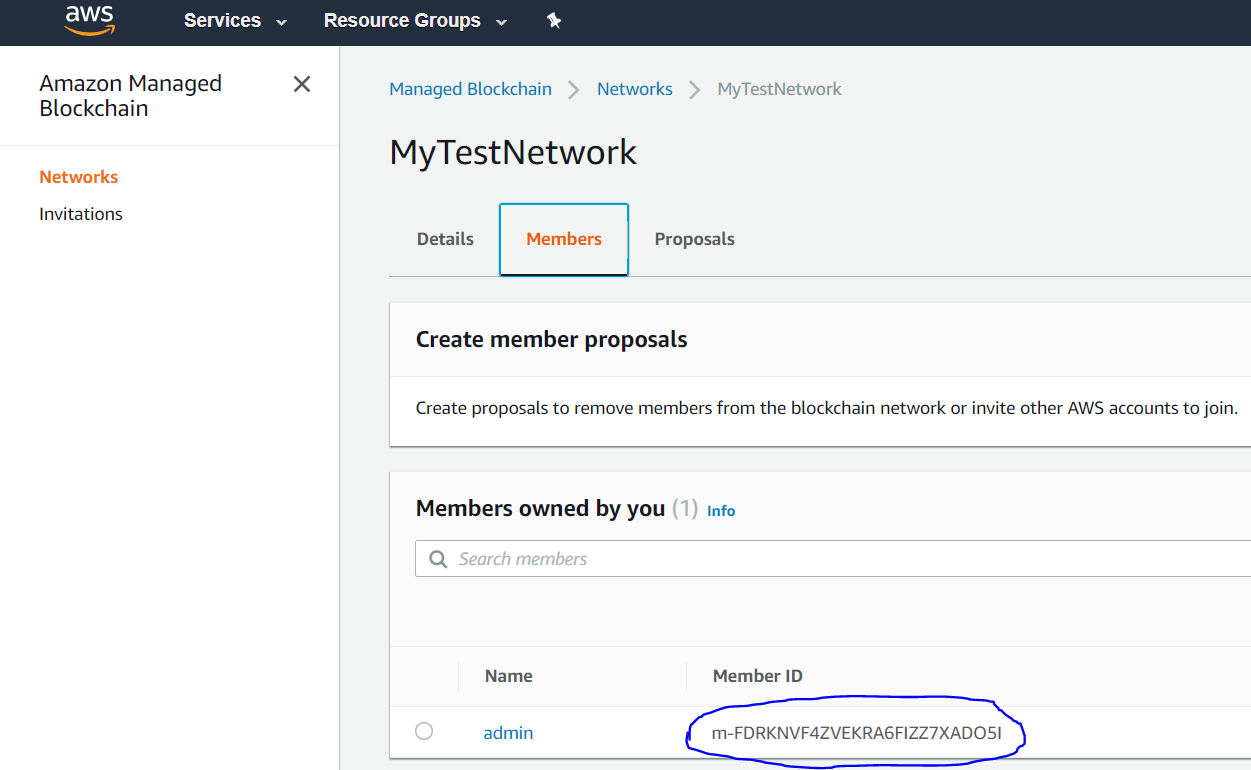 aws Services Resource Groups
Amazon Managed
Blockchain
Networks
Invitations
Managed Blockchain Networks MyTestNetwork
MyTestNetwork
Details Members Proposals
Create member proposals
Create proposals to remove members from the blockchain network or invite other AWS accounts to join.
Members owned by you (1) Info
Search members
Name Member ID
admin m-FDRKNVF4ZVEKRA6FIZZ7XADO5I